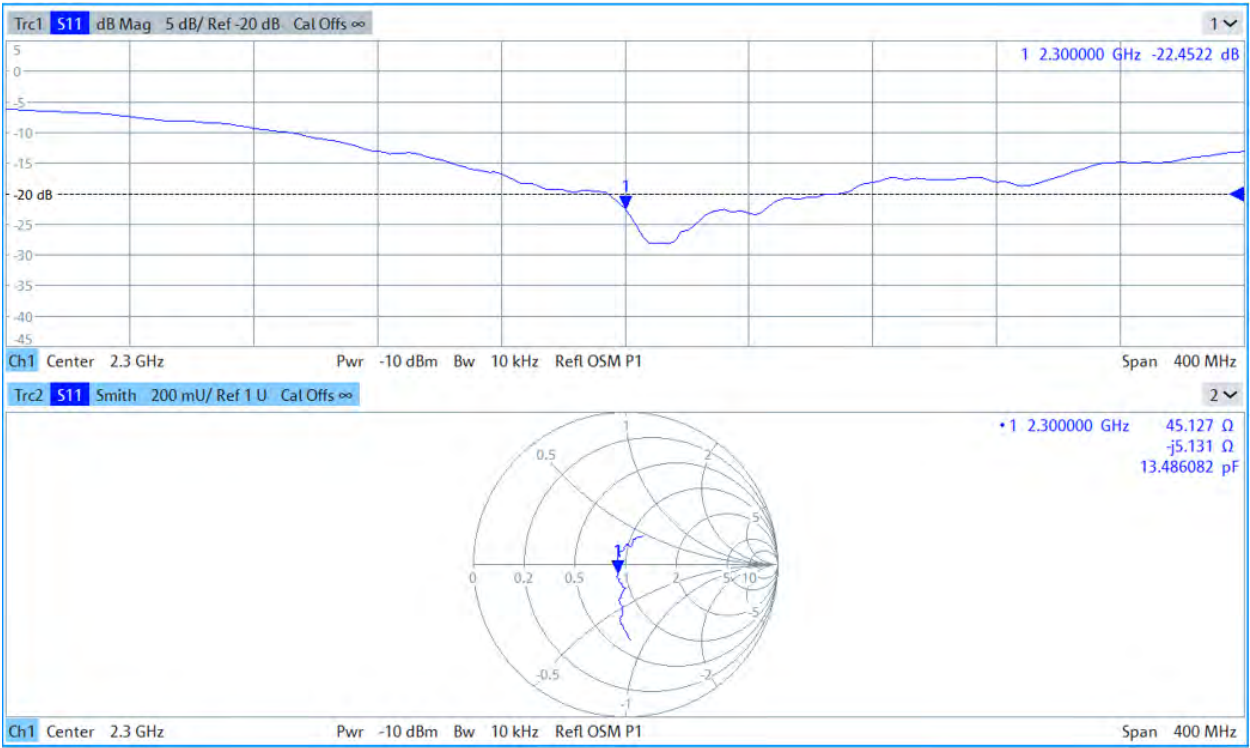 Trc1 S11 dB Mag 5 dB/ Ref -20 dB Cal Offs ∞ 1
5
1 2.300000 GHz -22.4522 dB
0
-5
-10
-15
1
-20 dB
-25
-30
-35
-40
-45
Ch1 Center 2.3 GHz Pwr -10 dBm Bw 10 kHz Refl OSM P1 Span 400 MHz
Trc2 S11 Smith 200 mU/ Ref 1 U Cal Offs ∞ 2
•1 2.300000 GHz 45.127 Ω
-j5.131 Ω
13.486082 pF
1
0.5 2
5
1
0 0.2 0.5 1 2 5 10
-5
-0.5 -2
-1
Ch1 Center 2.3 GHz Pwr -10 dBm Bw 10 kHz Refl OSM P1 Span 400 MHz